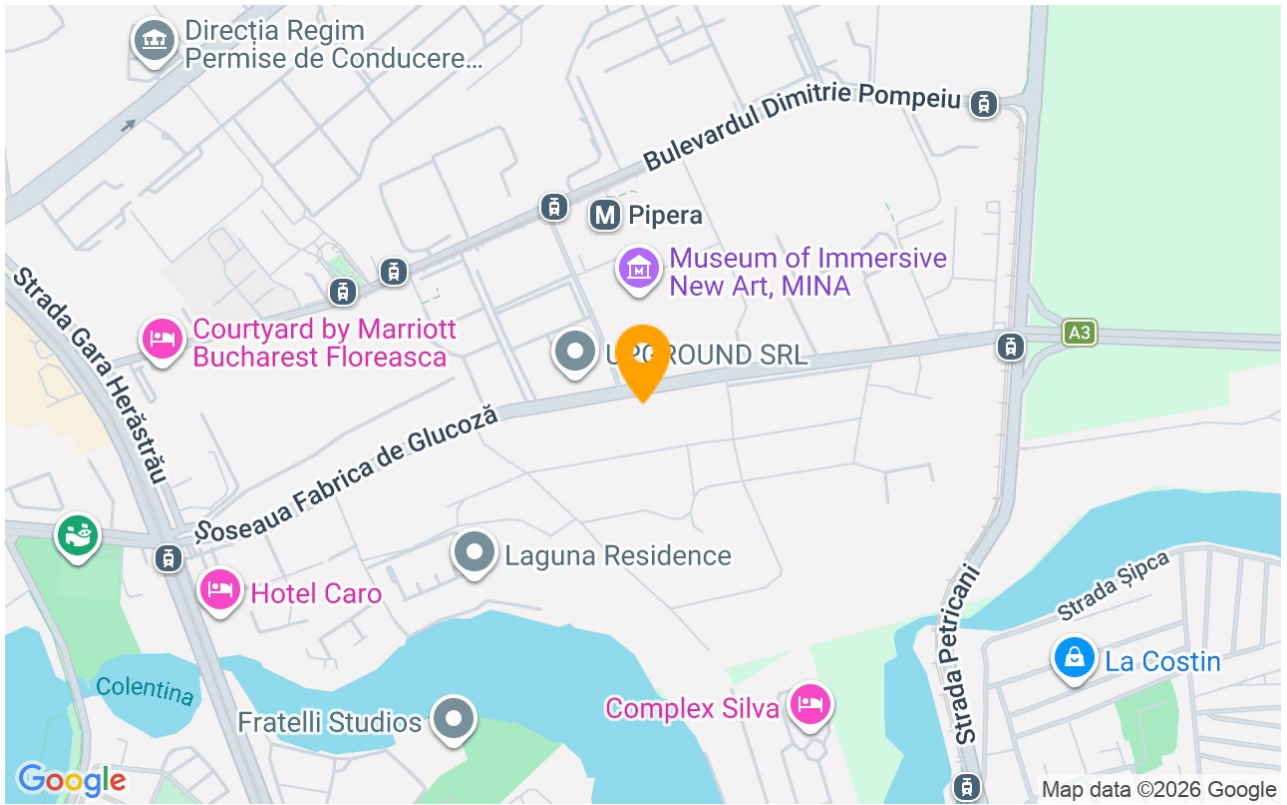 Direcția Regim
Permise de Conducere...
Bulevardul Dimitrie Pompeiu
M Pipera
Museum of Immersive
New Art, MINA
Strada Gara Herăstrău
Courtyard by Marriott
Bucharest Floreasca
A3
UPGROUND SRL
Șoseaua Fabrica de Glucoză
Laguna Residence
Hotel Caro
Strada Șipca
Strada Petricani
La Costin
Colentina
Complex Silva
Fratelli Studios
Google
Map data ©2026 Google